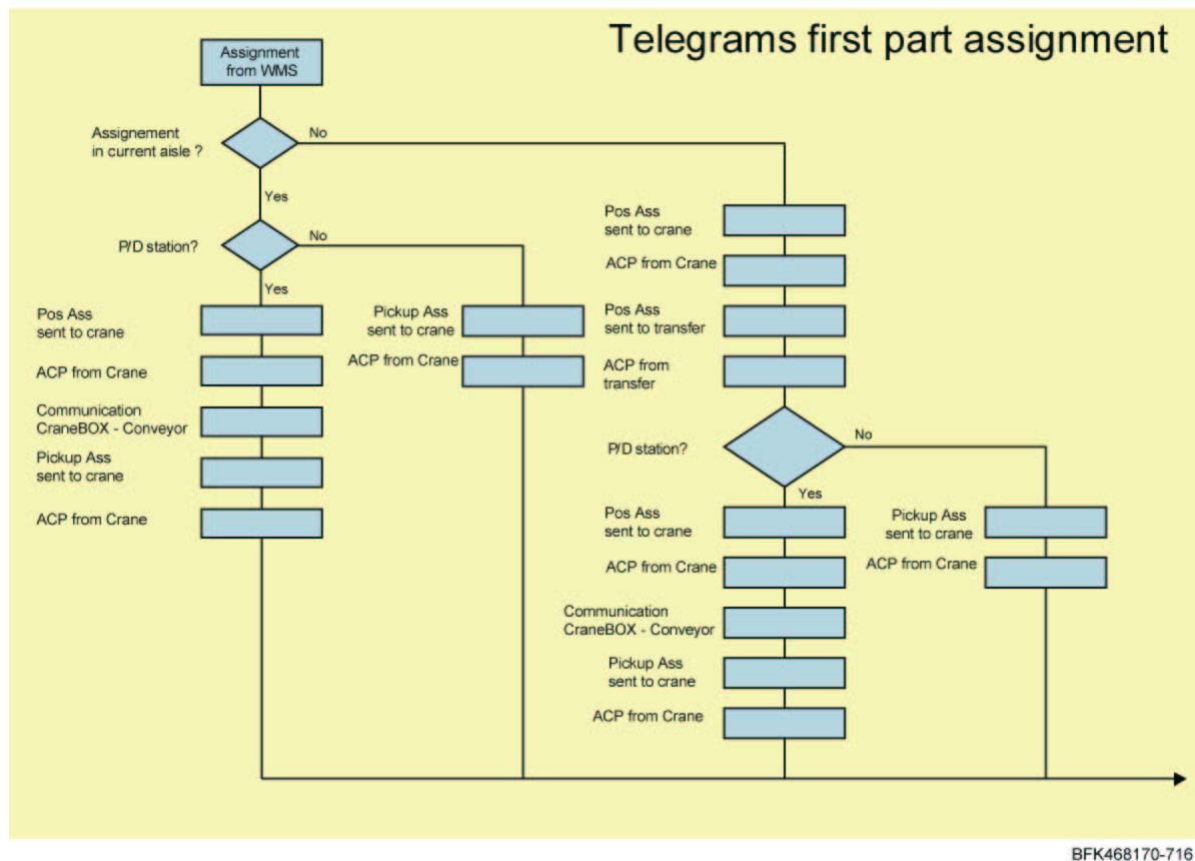 Telegrams first part assignment
Assignment
from WMS
Assignement
in current aisle ?
No
Yes
P/D station?
No
Yes
Pos Ass
sent to crane
ACP from Crane
Communication
CraneBOX - Conveyor
Pickup Ass
sent to crane
ACP from Crane
Pickup Ass
sent to crane
ACP from Crane
Pos Ass
sent to crane
ACP from Crane
Pos Ass
sent to transfer
ACP from
transfer
P/D station?
No
Yes
Pos Ass
sent to crane
ACP from Crane
Communication
CraneBOX - Conveyor
Pickup Ass
sent to crane
ACP from Crane
Pickup Ass
sent to crane
ACP from Crane
BFK468170-716